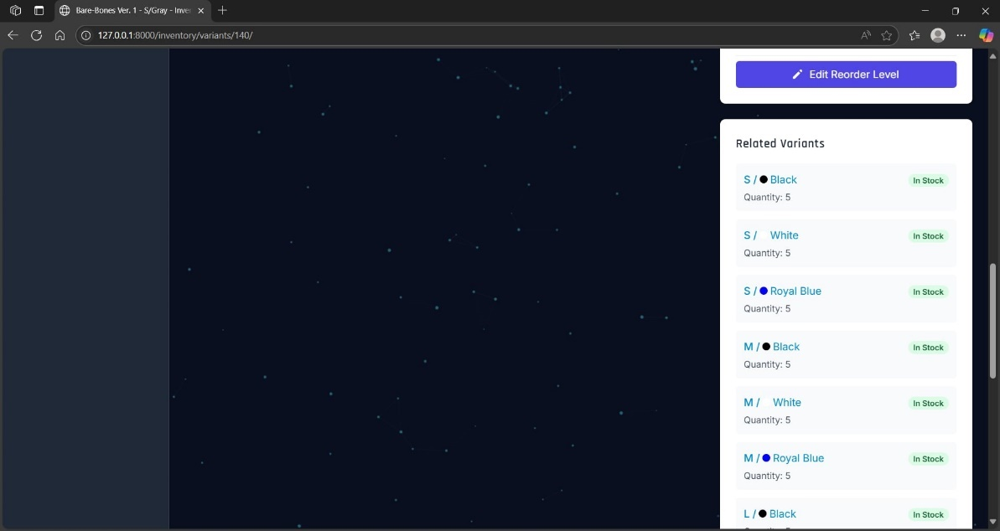 Bare-Bones Ver. 1 - S/Gray - Inve
127.0.0.1:8000/inventory/variants/140/
Edit Reorder Level
Related Variants
S / Black
In Stock
Quantity: 5
S / White
In Stock
Quantity: 5
S / Royal Blue
In Stock
Quantity: 5
M / Black
In Stock
Quantity: 5
M / White
In Stock
Quantity: 5
M / Royal Blue
In Stock
Quantity: 5
L / Black
In Stock